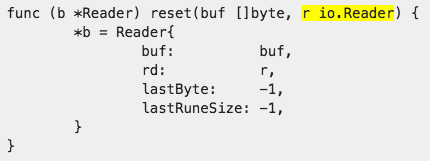 func (b *Reader) reset(buf []byte, r io.Reader) {
        *b = Reader{
                buf:          buf,
                rd:           r,
                lastByte:     -1,
                lastRuneSize: -1,
        }
}